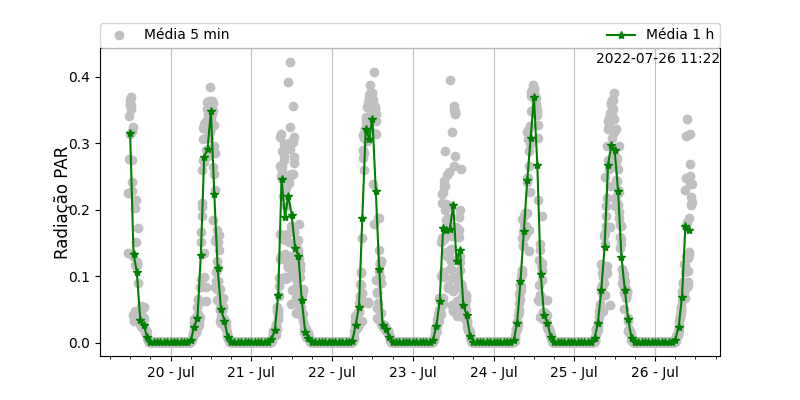 Média 5 min
Média 1 h
2022-07-26 11:22
Radiação PAR
0.4
0.3
0.2
0.1
0.0
20 - Jul
21 - Jul
22 - Jul
23 - Jul
24 - Jul
25 - Jul
26 - Jul